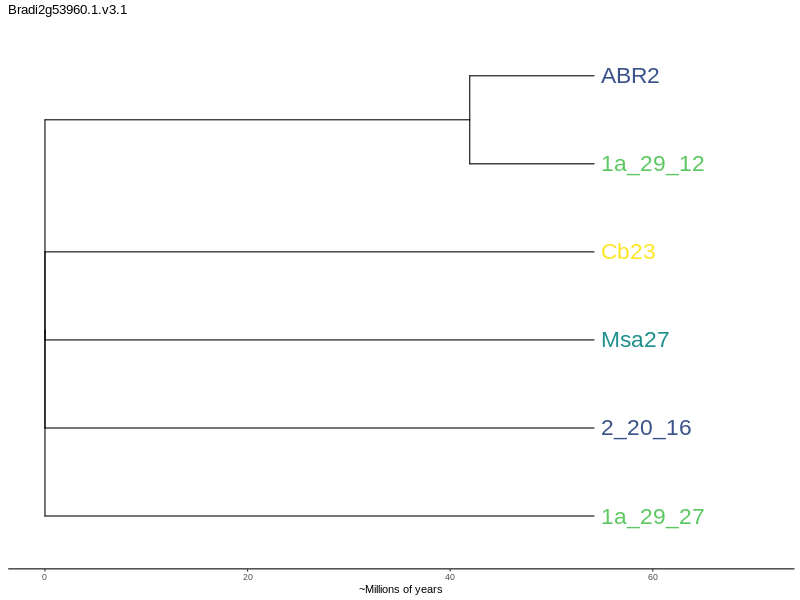 Bradi2g53960.1.v3.1
ABR2
1a_29_12
Cb23
Msa27
2_20_16
1a_29_27
0 20 40 60
~Millions of years